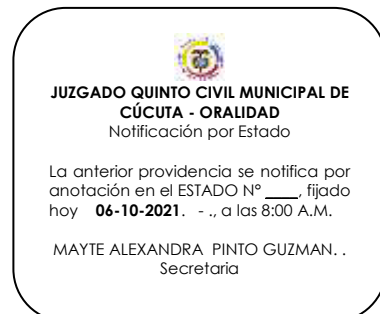 JUZGADO QUINTO CIVIL MUNICIPAL DE
CÚCUTA - ORALIDAD
Notificación por Estado
La anterior providencia se notifica por
anotación en el ESTADO N° ____, fijado
hoy 06-10-2021. - ., a las 8:00 A.M.
MAYTE ALEXANDRA PINTO GUZMAN. .
Secretaria